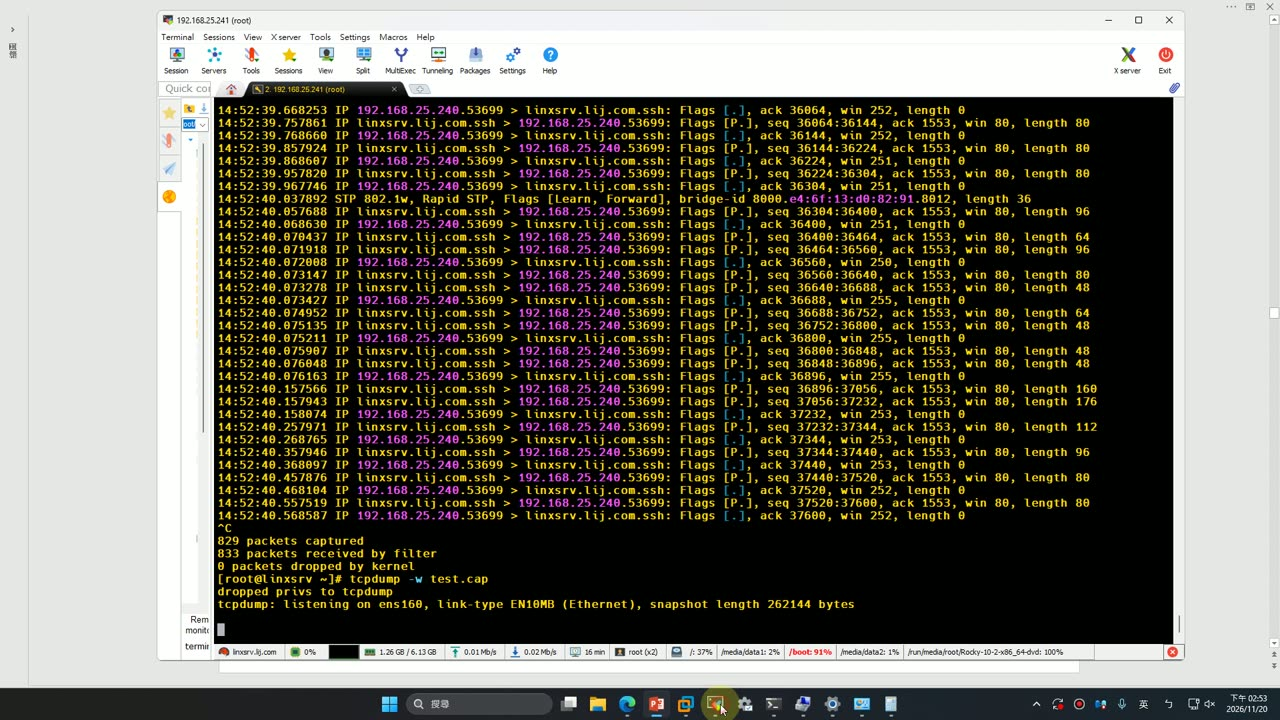 192.168.25.241 (root)
Terminal Sessions View X server Tools Settings Macros Help
Session Servers Tools Sessions View Split MultiExec Tunneling Packages Settings Help X server Exit
Quick cor
2. 192.168.25.241 (root)
14:52:39.668253 IP 192.168.25.240.53699 > linxsrv.lij.com.ssh: Flags [.], ack 36064, win 252, length 0
14:52:39.757861 IP linxsrv.lij.com.ssh > 192.168.25.240.53699: Flags [P.], seq 36064:36144, ack 1553, win 80, length 80
14:52:39.768660 IP 192.168.25.240.53699 > linxsrv.lij.com.ssh: Flags [.], ack 36144, win 252, length 0
14:52:39.857924 IP linxsrv.lij.com.ssh > 192.168.25.240.53699: Flags [P.], seq 36144:36224, ack 1553, win 80, length 80
14:52:39.868607 IP 192.168.25.240.53699 > linxsrv.lij.com.ssh: Flags [.], ack 36224, win 251, length 0
14:52:39.957820 IP linxsrv.lij.com.ssh > 192.168.25.240.53699: Flags [P.], seq 36224:36304, ack 1553, win 80, length 80
14:52:39.967746 IP 192.168.25.240.53699 > linxsrv.lij.com.ssh: Flags [.], ack 36304, win 251, length 0
14:52:40.037892 STP 802.1w, Rapid STP, Flags [Learn, Forward], bridge-id 8000.e4:6f:13:d0:82:91.8012, length 36
14:52:40.057688 IP linxsrv.lij.com.ssh > 192.168.25.240.53699: Flags [P.], seq 36304:36400, ack 1553, win 80, length 96
14:52:40.068630 IP 192.168.25.240.53699 > linxsrv.lij.com.ssh: Flags [.], ack 36400, win 251, length 0
14:52:40.070437 IP linxsrv.lij.com.ssh > 192.168.25.240.53699: Flags [P.], seq 36400:36464, ack 1553, win 80, length 64
14:52:40.071918 IP linxsrv.lij.com.ssh > 192.168.25.240.53699: Flags [P.], seq 36464:36560, ack 1553, win 80, length 96
14:52:40.072008 IP 192.168.25.240.53699 > linxsrv.lij.com.ssh: Flags [.], ack 36560, win 250, length 0
14:52:40.073147 IP linxsrv.lij.com.ssh > 192.168.25.240.53699: Flags [P.], seq 36560:36640, ack 1553, win 80, length 80
14:52:40.073278 IP linxsrv.lij.com.ssh > 192.168.25.240.53699: Flags [P.], seq 36640:36688, ack 1553, win 80, length 48
14:52:40.073427 IP 192.168.25.240.53699 > linxsrv.lij.com.ssh: Flags [.], ack 36688, win 255, length 0
14:52:40.074952 IP linxsrv.lij.com.ssh > 192.168.25.240.53699: Flags [P.], seq 36688:36752, ack 1553, win 80, length 64
14:52:40.075135 IP linxsrv.lij.com.ssh > 192.168.25.240.53699: Flags [P.], seq 36752:36800, ack 1553, win 80, length 48
14:52:40.075211 IP 192.168.25.240.53699 > linxsrv.lij.com.ssh: Flags [.], ack 36800, win 255, length 0
14:52:40.075907 IP linxsrv.lij.com.ssh > 192.168.25.240.53699: Flags [P.], seq 36800:36848, ack 1553, win 80, length 48
14:52:40.076048 IP linxsrv.lij.com.ssh > 192.168.25.240.53699: Flags [P.], seq 36848:36896, ack 1553, win 80, length 48
14:52:40.076163 IP 192.168.25.240.53699 > linxsrv.lij.com.ssh: Flags [.], ack 36896, win 255, length 0
14:52:40.157566 IP linxsrv.lij.com.ssh > 192.168.25.240.53699: Flags [P.], seq 36896:37056, ack 1553, win 80, length 160
14:52:40.157943 IP linxsrv.lij.com.ssh > 192.168.25.240.53699: Flags [P.], seq 37056:37232, ack 1553, win 80, length 176
14:52:40.158074 IP 192.168.25.240.53699 > linxsrv.lij.com.ssh: Flags [.], ack 37232, win 253, length 0
14:52:40.257971 IP linxsrv.lij.com.ssh > 192.168.25.240.53699: Flags [P.], seq 37232:37344, ack 1553, win 80, length 112
14:52:40.268765 IP 192.168.25.240.53699 > linxsrv.lij.com.ssh: Flags [.], ack 37344, win 253, length 0
14:52:40.357946 IP linxsrv.lij.com.ssh > 192.168.25.240.53699: Flags [P.], seq 37344:37440, ack 1553, win 80, length 96
14:52:40.368097 IP 192.168.25.240.53699 > linxsrv.lij.com.ssh: Flags [.], ack 37440, win 253, length 0
14:52:40.457876 IP linxsrv.lij.com.ssh > 192.168.25.240.53699: Flags [P.], seq 37440:37520, ack 1553, win 80, length 80
14:52:40.468104 IP 192.168.25.240.53699 > linxsrv.lij.com.ssh: Flags [.], ack 37520, win 252, length 0
14:52:40.557519 IP linxsrv.lij.com.ssh > 192.168.25.240.53699: Flags [P.], seq 37520:37600, ack 1553, win 80, length 80
14:52:40.568587 IP 192.168.25.240.53699 > linxsrv.lij.com.ssh: Flags [.], ack 37600, win 252, length 0
^C
829 packets captured
833 packets received by filter
0 packets dropped by kernel
[root@linxsrv ~]# tcpdump -w test.cap
dropped privs to tcpdump
tcpdump: listening on ens160, link-type EN10MB (Ethernet), snapshot length 262144 bytes
Rem
monito
termin
linxsrv.lij.com 0% 1.26 GB / 6.13 GB 0.01 Mb/s 0.02 Mb/s 16 min root (x2) /: 37% /media/data1: 2% /boot: 91% /media/data2: 1% /run/media/root/Rocky-10-2-x86_64-dvd: 100%
搜尋
英
下午 02:53
2026/11/20